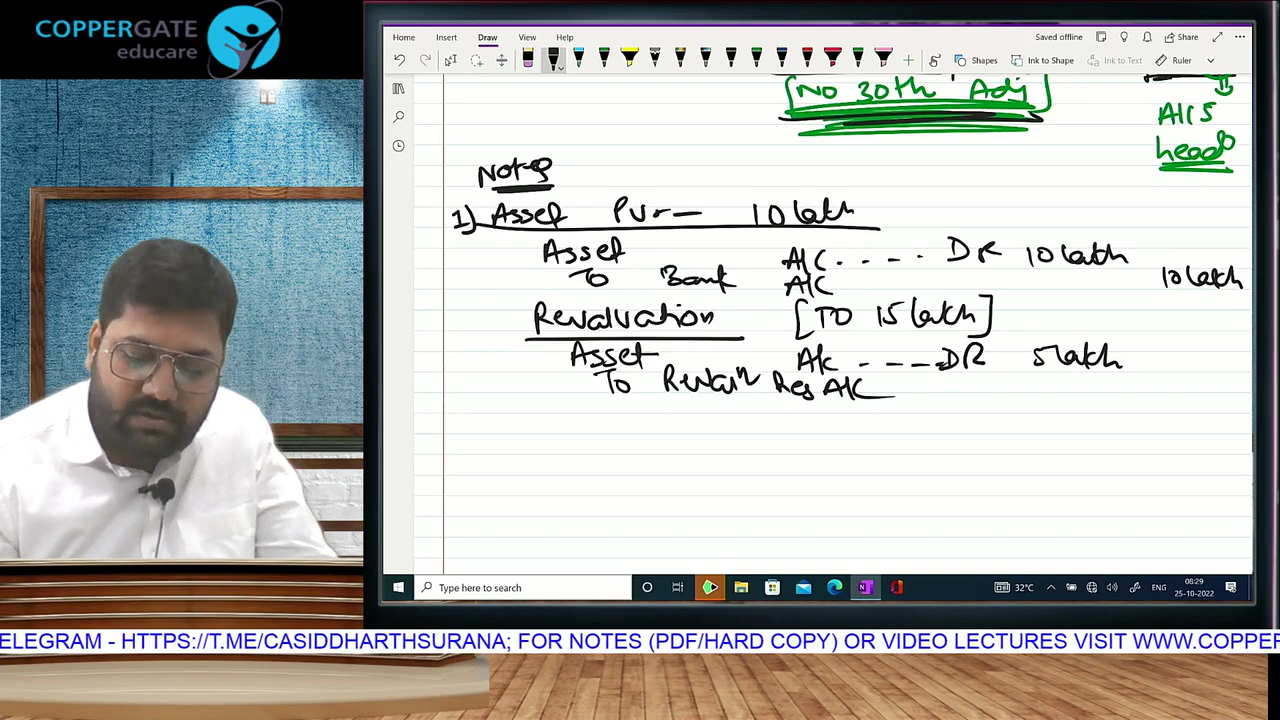 COPPERGATE
educare
Home Insert Draw View Help
Saved offline
Share
Shapes
Ink to Shape
Ink to Text
Ruler
[No 30th Adj]
A/c's
head
Notes
1) Asset Pur— 10 lakh
Asset A/C. - - - . DR 10 lakh
To Bank A/C 10 lakh
Revaluation [TO 15 lakh]
Asset A/c - - - - DR 5 lakh
To Reval'n Res A/C
Type here to search
32°C
ENG
08:29
25-10-2022
ELEGRAM - HTTPS://T.ME/CASIDDHARTHSURANA; FOR NOTES (PDF/HARD COPY) OR VIDEO LECTURES VISIT WWW.COPPER